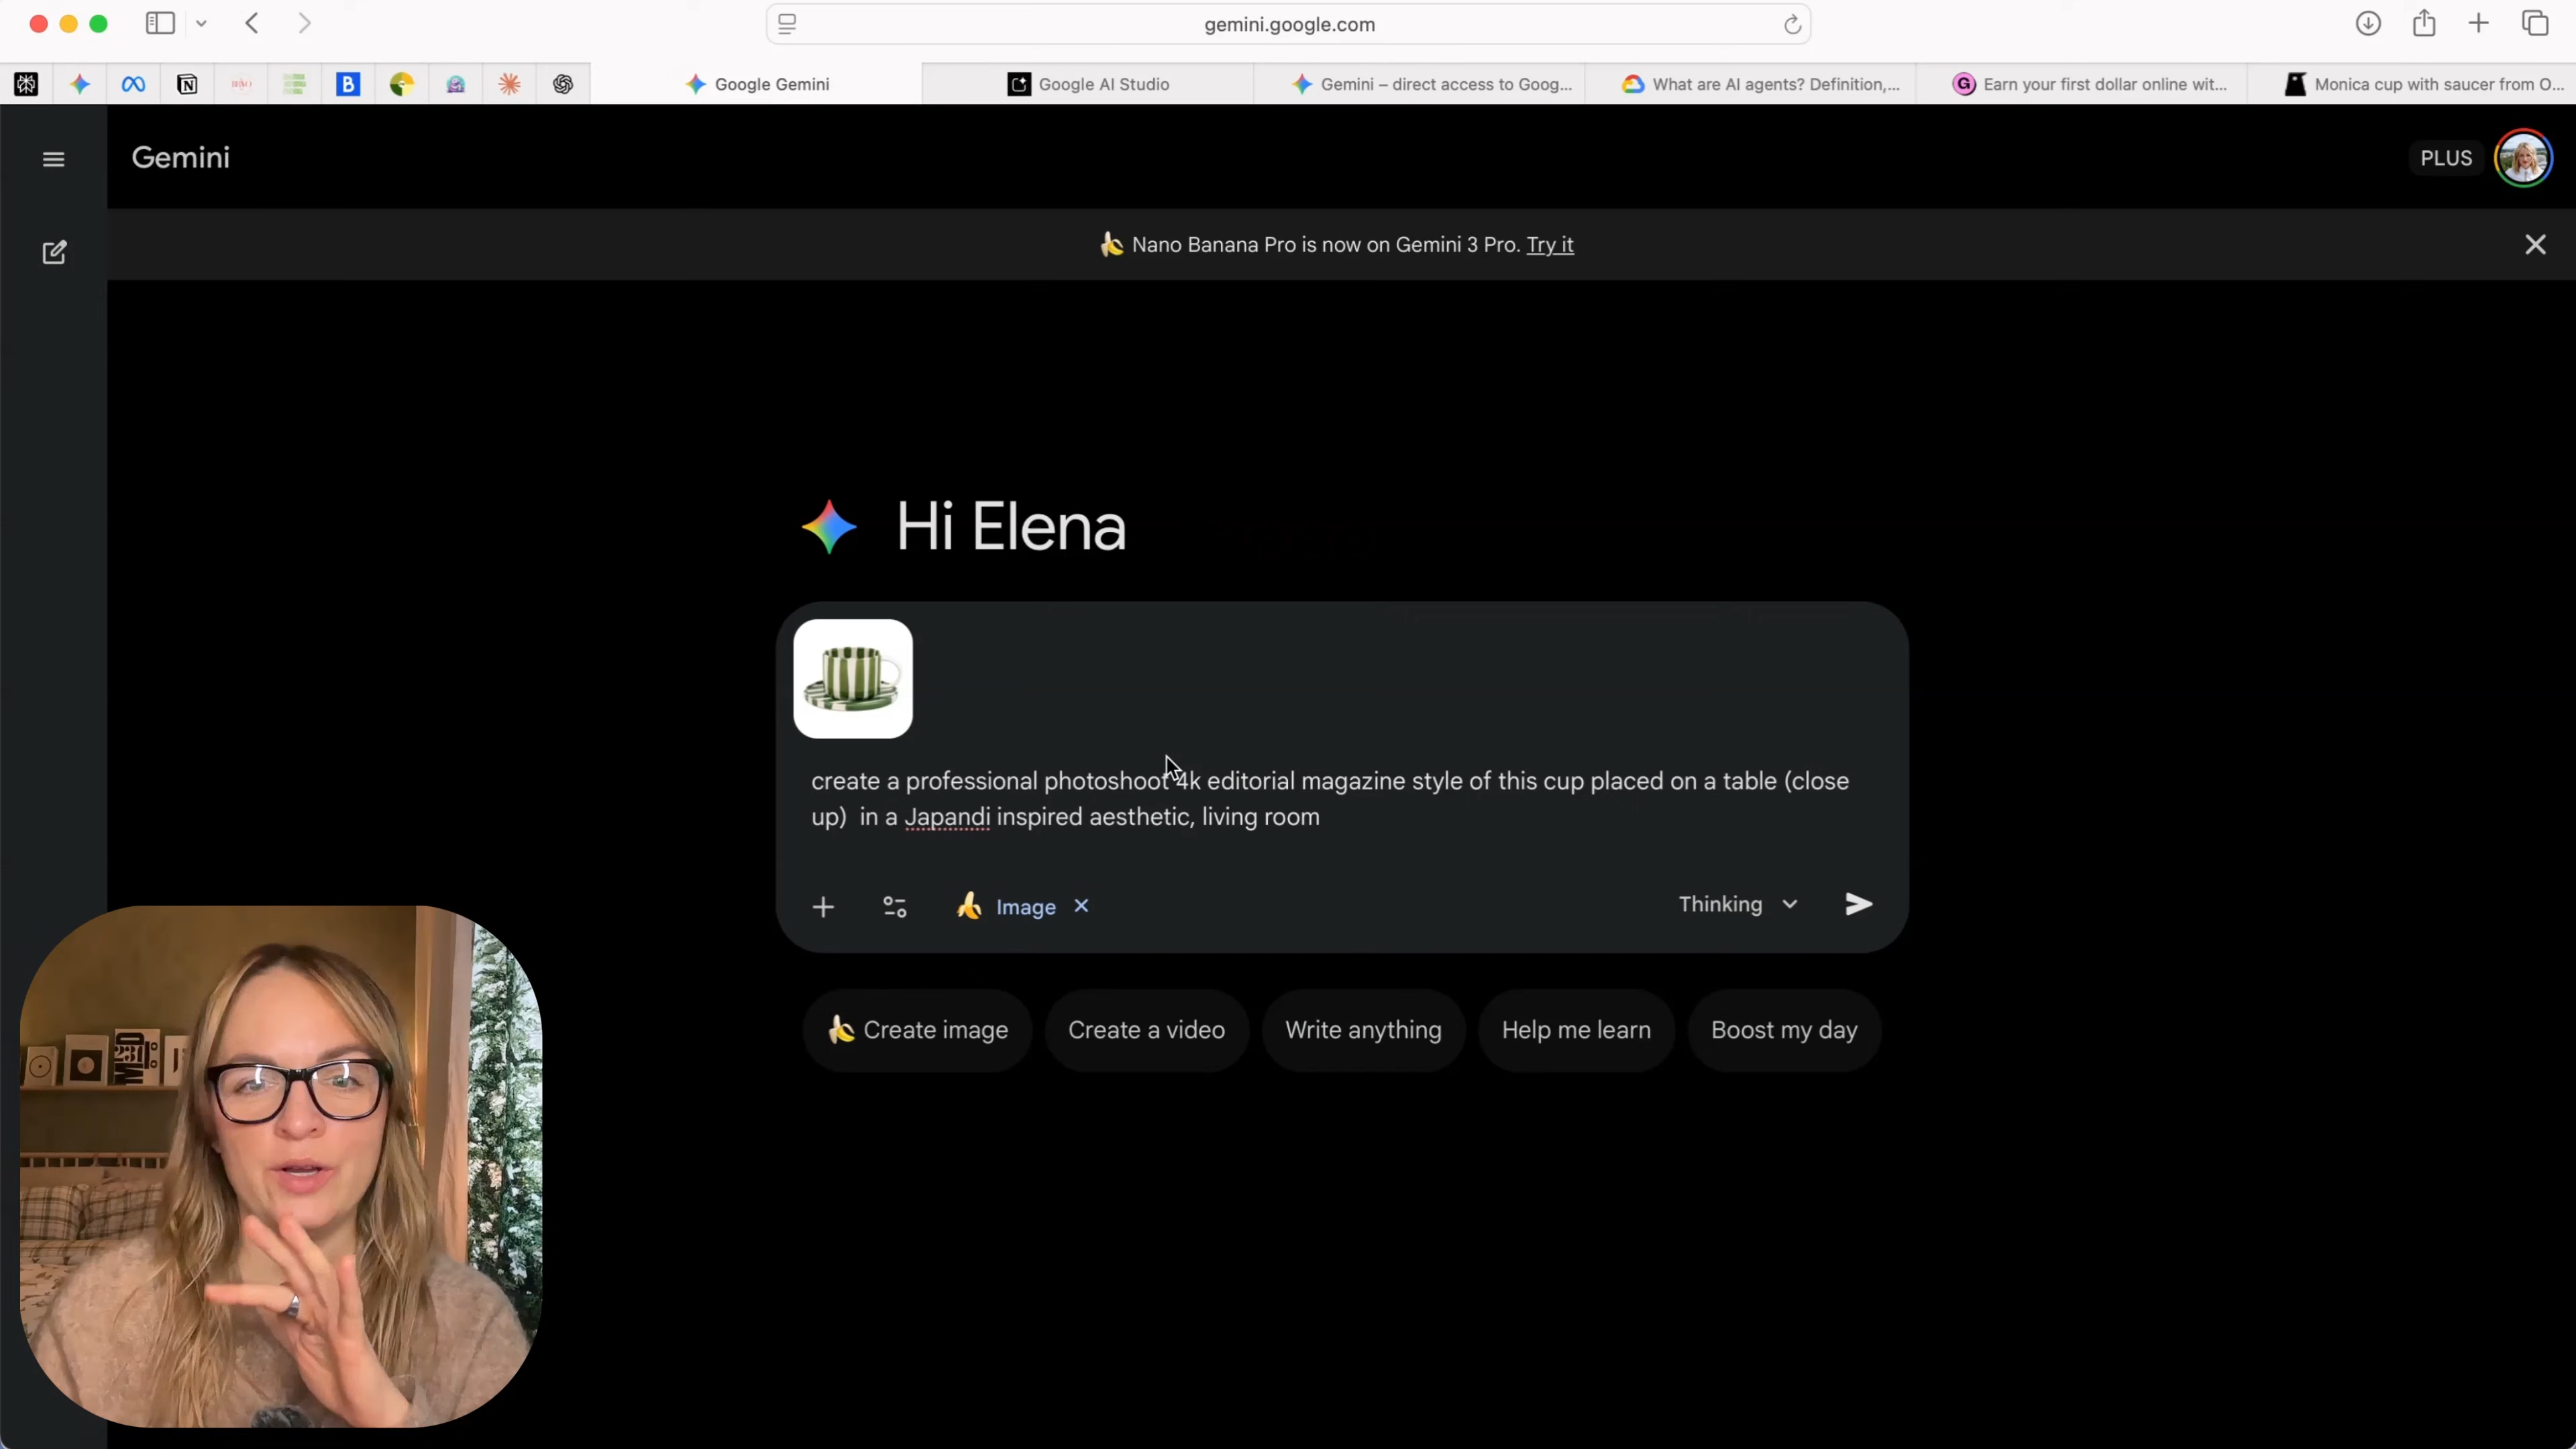 gemini.google.com
Google Gemini
Google AI Studio
Gemini – direct access to Goog...
What are AI agents? Definition,...
Earn your first dollar online wit...
Monica cup with saucer from O...
Gemini
PLUS
Nano Banana Pro is now on Gemini 3 Pro. Try it
Hi Elena
create a professional photoshoot 4k editorial magazine style of this cup placed on a table (close
up)  in a Japandi inspired aesthetic, living room
Image
Thinking
Create image
Create a video
Write anything
Help me learn
Boost my day